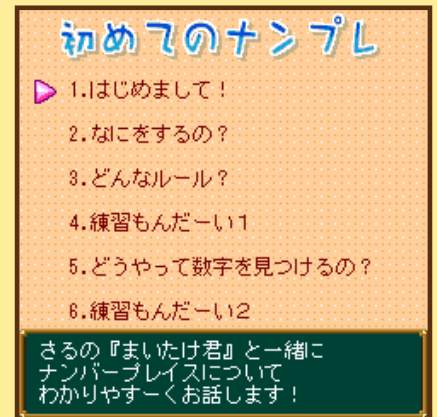 初めてのナンプレ
1.はじめまして！
2.なにをするの？
3.どんなルール？
4.練習もんだーい1
5.どうやって数字を見つけるの？
6.練習もんだーい2
さるの『まいたけ君』と一緒に
ナンバープレイスについて
わかりやすーくお話します！